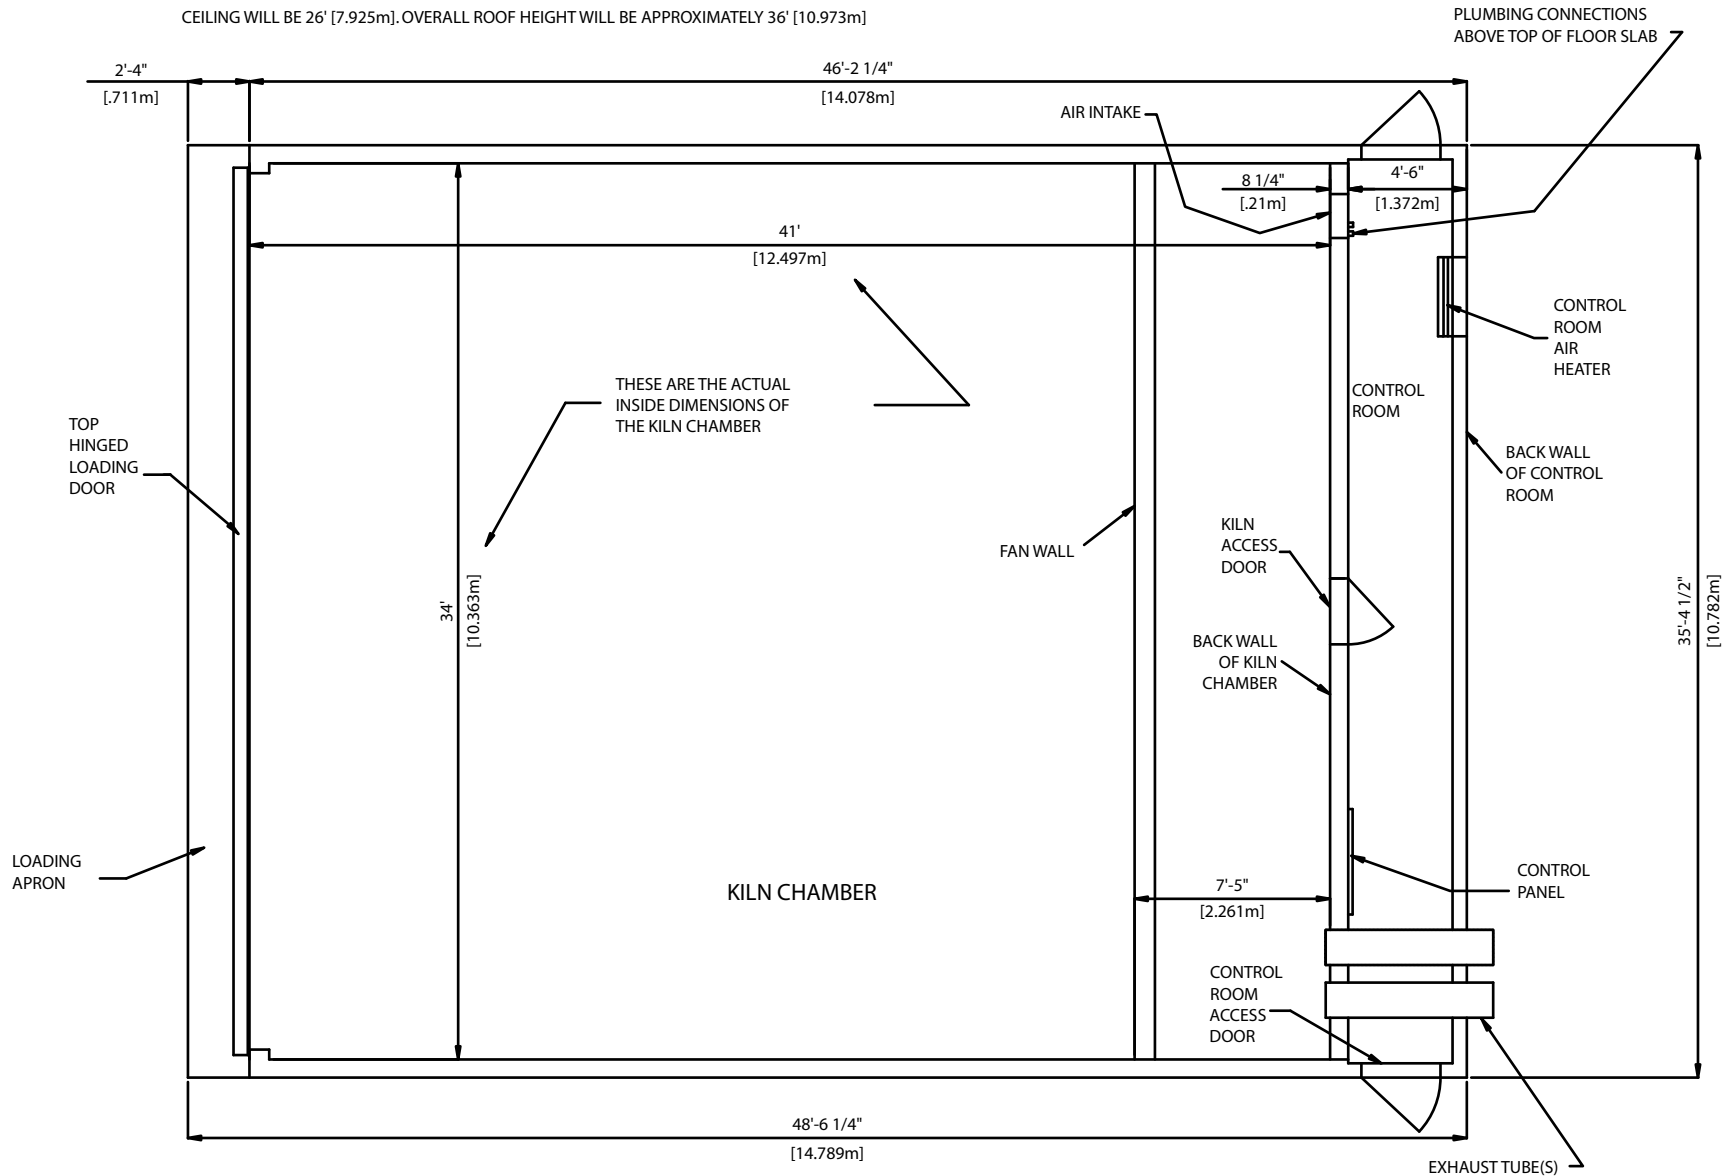 CEILING WILL BE 26' [7.925m]. OVERALL ROOF HEIGHT WILL BE APPROXIMATELY 36' [10.973m]
PLUMBING CONNECTIONS
ABOVE TOP OF FLOOR SLAB
2'-4"
[.711m]
46'-2 1/4"
[14.078m]
AIR INTAKE
8 1/4"
[.21m]
4'-6"
[1.372m]
41'
[12.497m]
CONTROL
ROOM
AIR
HEATER
THESE ARE THE ACTUAL
INSIDE DIMENSIONS OF
THE KILN CHAMBER
CONTROL
ROOM
TOP
HINGED
LOADING
DOOR
BACK WALL
OF CONTROL
ROOM
FAN WALL
KILN
ACCESS
DOOR
34'
[10.363m]
35'-4 1/2"
[10.782m]
BACK WALL
OF KILN
CHAMBER
LOADING
APRON
KILN CHAMBER
7'-5"
[2.261m]
CONTROL
PANEL
CONTROL
ROOM
ACCESS
DOOR
48'-6 1/4"
[14.789m]
EXHAUST TUBE(S)